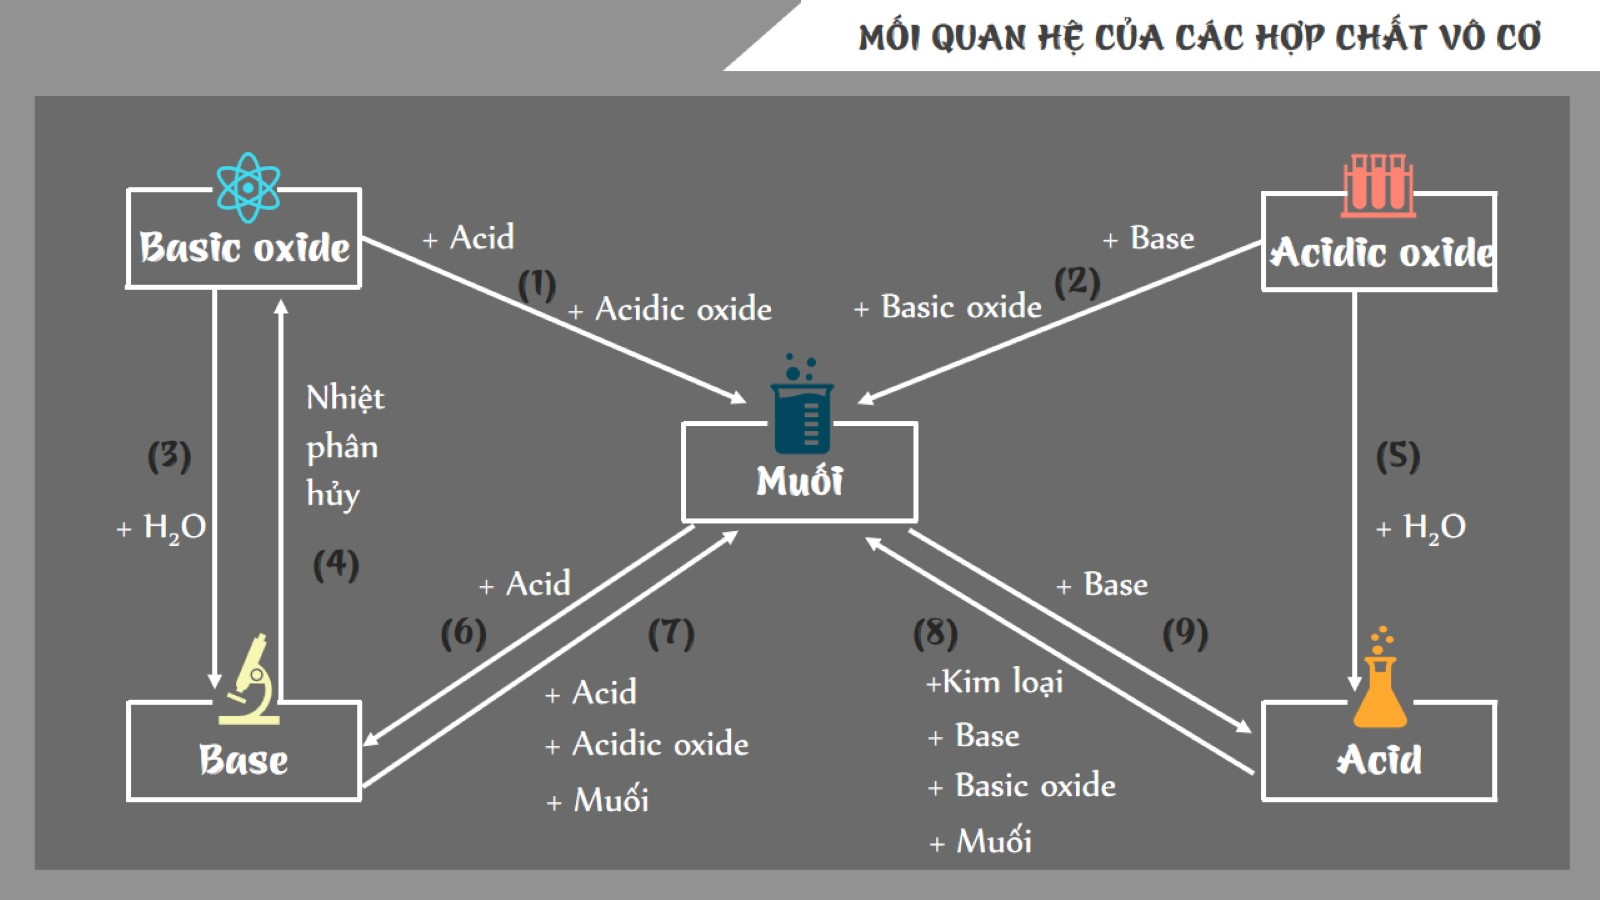 MỐI QUAN HỆ CỦA CÁC HỢP CHẤT VÔ CƠ
Basic oxide
Acidic oxide
+ Acid
(1)
+ Acidic oxide
+ Base
(2)
+ Basic oxide
Muối
(3)
+ H₂O
Nhiệt
phân
hủy
(4)
(5)
+ H₂O
+ Acid
(6)
(7)
+ Acid
+ Acidic oxide
+ Muối
+ Base
(8)
(9)
+Kim loại
+ Base
+ Basic oxide
+ Muối
Base
Acid